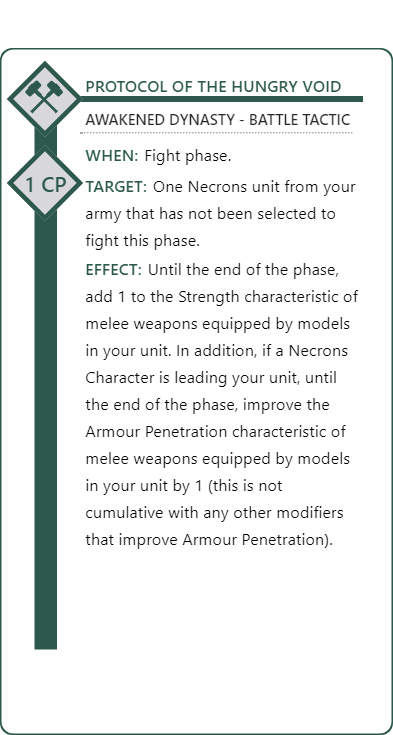 PROTOCOL OF THE HUNGRY VOID
AWAKENED DYNASTY - BATTLE TACTIC
WHEN: Fight phase.
1 CP
TARGET: One Necrons unit from your
army that has not been selected to
fight this phase.
EFFECT: Until the end of the phase,
add 1 to the Strength characteristic of
melee weapons equipped by models
in your unit. In addition, if a Necrons
Character is leading your unit, until
the end of the phase, improve the
Armour Penetration characteristic of
melee weapons equipped by models
in your unit by 1 (this is not
cumulative with any other modifiers
that improve Armour Penetration).